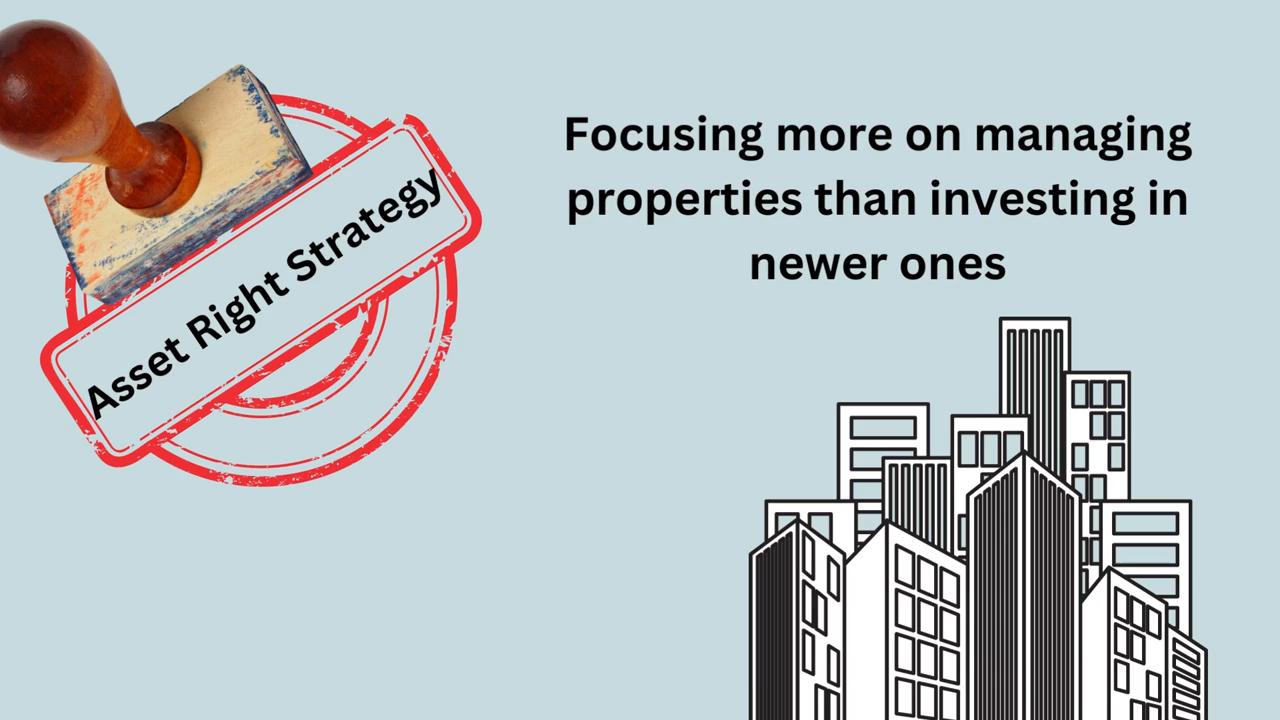 Asset Right Strategy
Focusing more on managing
properties than investing in
newer ones